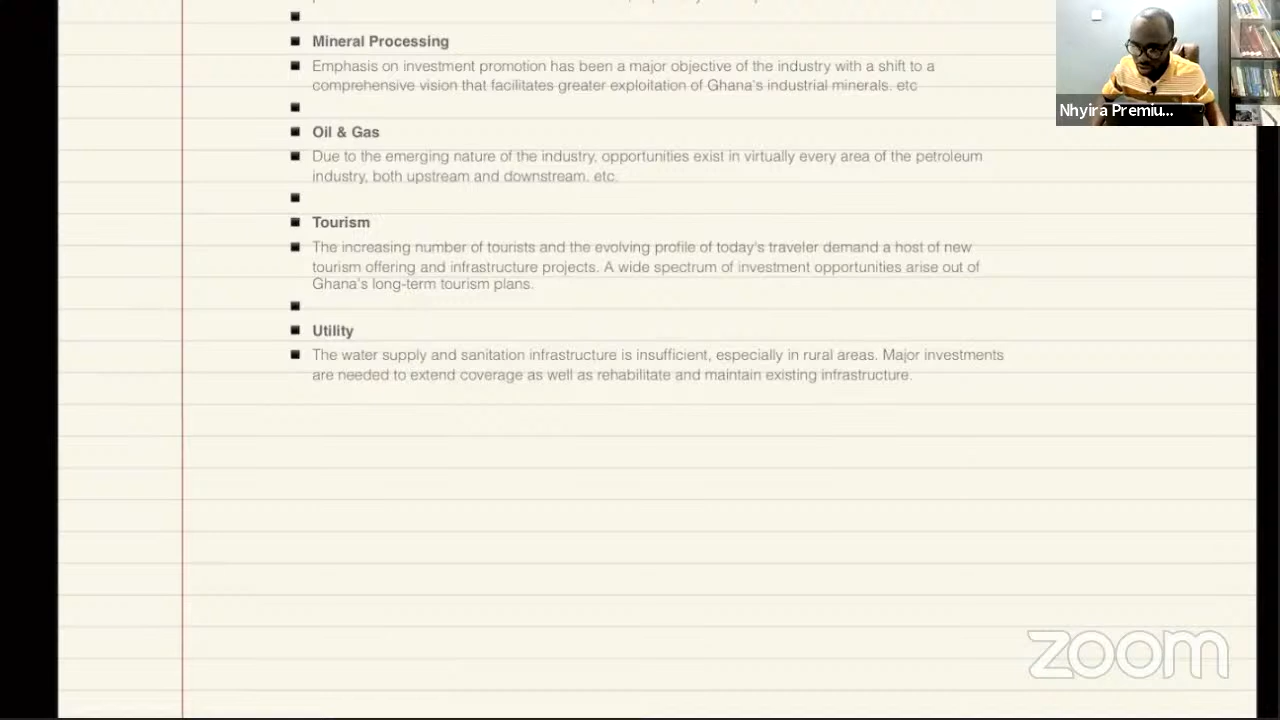 Mineral Processing
Emphasis on investment promotion has been a major objective of the industry with a shift to a
comprehensive vision that facilitates greater exploitation of Ghana's industrial minerals. etc
Oil & Gas
Due to the emerging nature of the industry, opportunities exist in virtually every area of the petroleum
industry, both upstream and downstream. etc.
Tourism
The increasing number of tourists and the evolving profile of today's traveler demand a host of new
tourism offering and infrastructure projects. A wide spectrum of investment opportunities arise out of
Ghana's long-term tourism plans.
Utility
The water supply and sanitation infrastructure is insufficient, especially in rural areas. Major investments
are needed to extend coverage as well as rehabilitate and maintain existing infrastructure.
Nhyira Premiu...
zoom